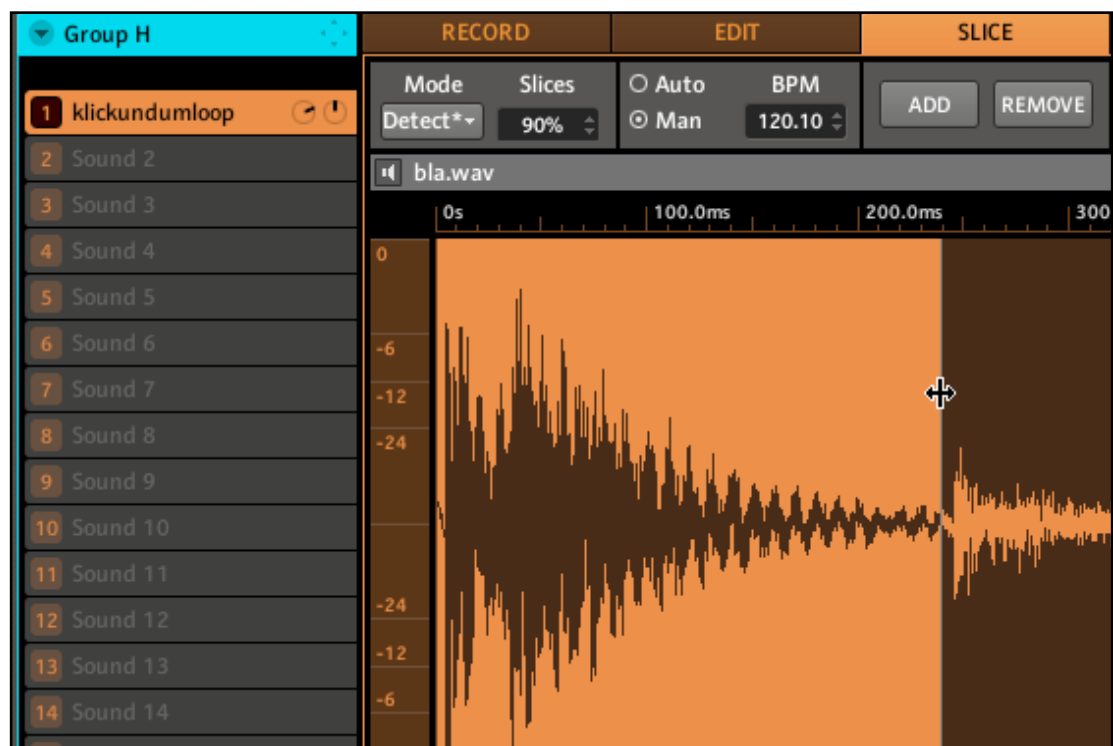 Group H
RECORD EDIT SLICE
Mode Slices Auto BPM
Detect* 90% Man 120.10 ADD REMOVE
bla.wav
0s 100.0ms 200.0ms 300
1 klickundumloop
2 Sound 2
3 Sound 3
4 Sound 4
5 Sound 5
6 Sound 6
7 Sound 7
8 Sound 8
9 Sound 9
10 Sound 10
11 Sound 11
12 Sound 12
13 Sound 13
14 Sound 14
0
-6
-12
-24
-24
-12
-6